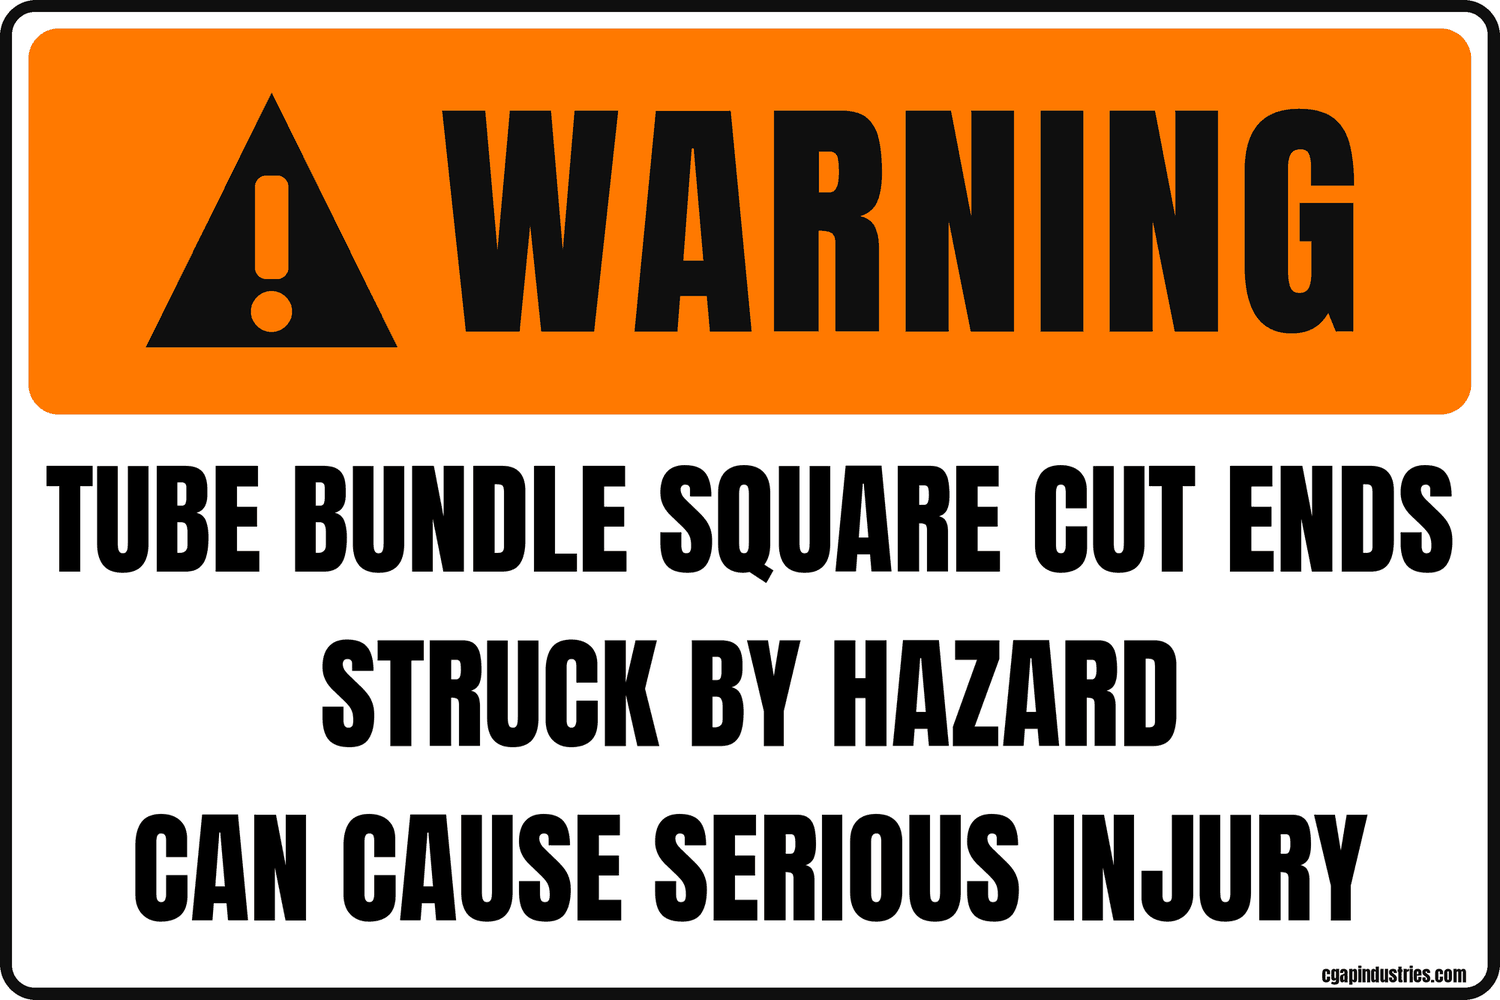 WARNING
TUBE BUNDLE SQUARE CUT ENDS
STRUCK BY HAZARD
CAN CAUSE SERIOUS INJURY
cgapindustries.com